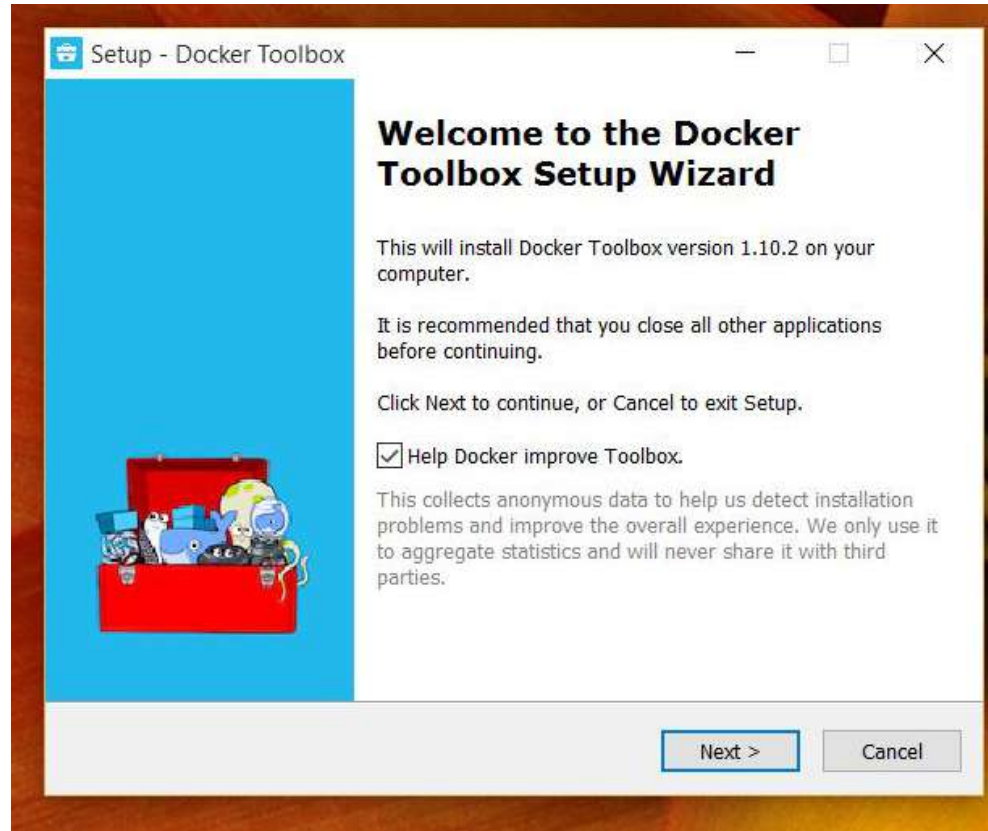 Setup - Docker Toolbox
Welcome to the Docker
Toolbox Setup Wizard
This will install Docker Toolbox version 1.10.2 on your
computer.
It is recommended that you close all other applications
before continuing.
Click Next to continue, or Cancel to exit Setup.
Help Docker improve Toolbox.
This collects anonymous data to help us detect installation
problems and improve the overall experience. We only use it
to aggregate statistics and will never share it with third
parties.
Next >
Cancel